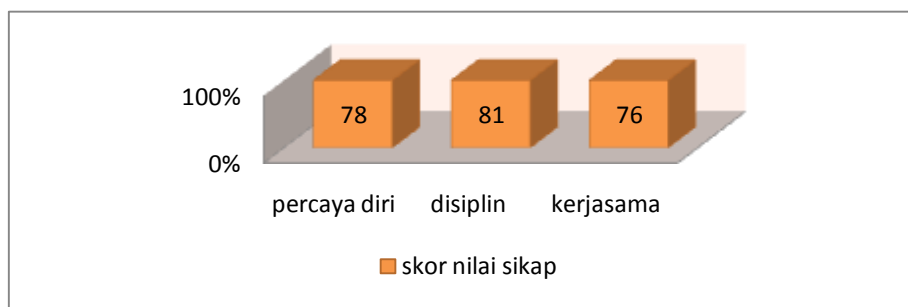 100%
0%
78 81 76
percaya diri disiplin kerjasama
skor nilai sikap